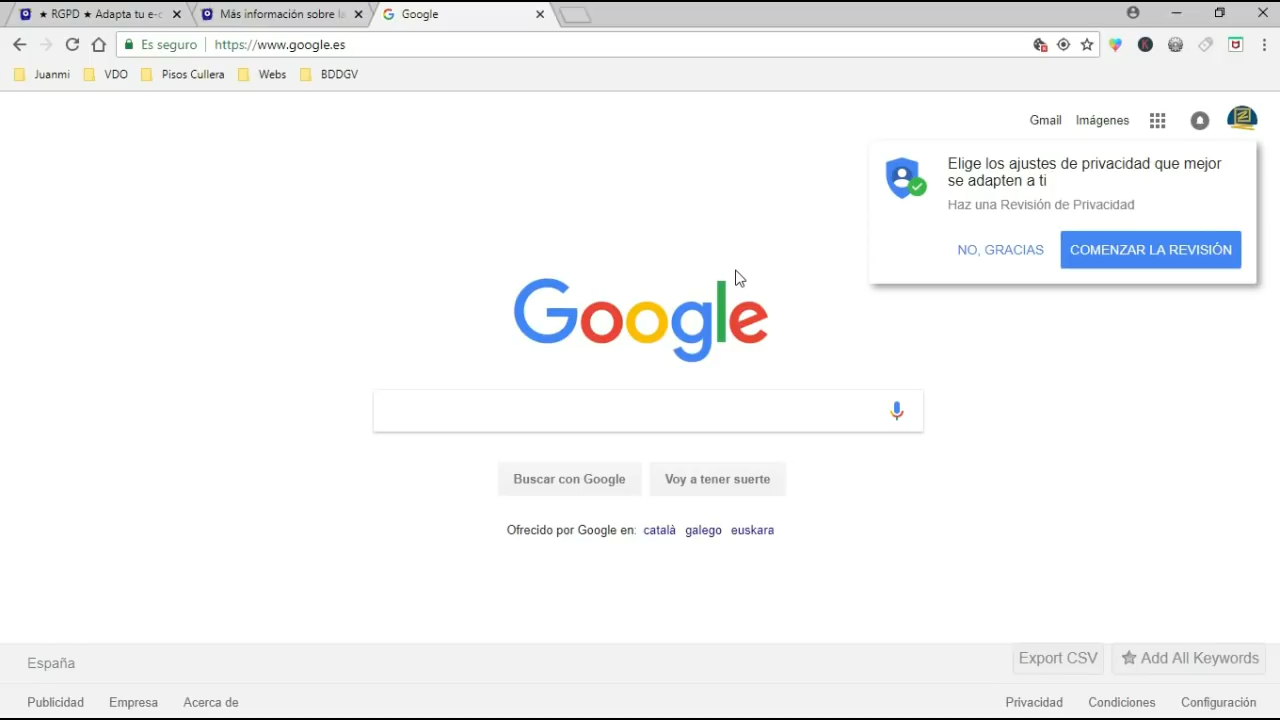 ★ RGPD ★ Adapta tu e-c
Más información sobre la
Google
Es seguro
https://www.google.es
Juanmi
VDO
Pisos Cullera
Webs
BDDGV
Gmail
Imágenes
Elige los ajustes de privacidad que mejor
se adapten a ti
Haz una Revisión de Privacidad
NO, GRACIAS
COMENZAR LA REVISIÓN
Google
Buscar con Google
Voy a tener suerte
Ofrecido por Google en: català galego euskara
España
Export CSV
Add All Keywords
Publicidad
Empresa
Acerca de
Privacidad
Condiciones
Configuración